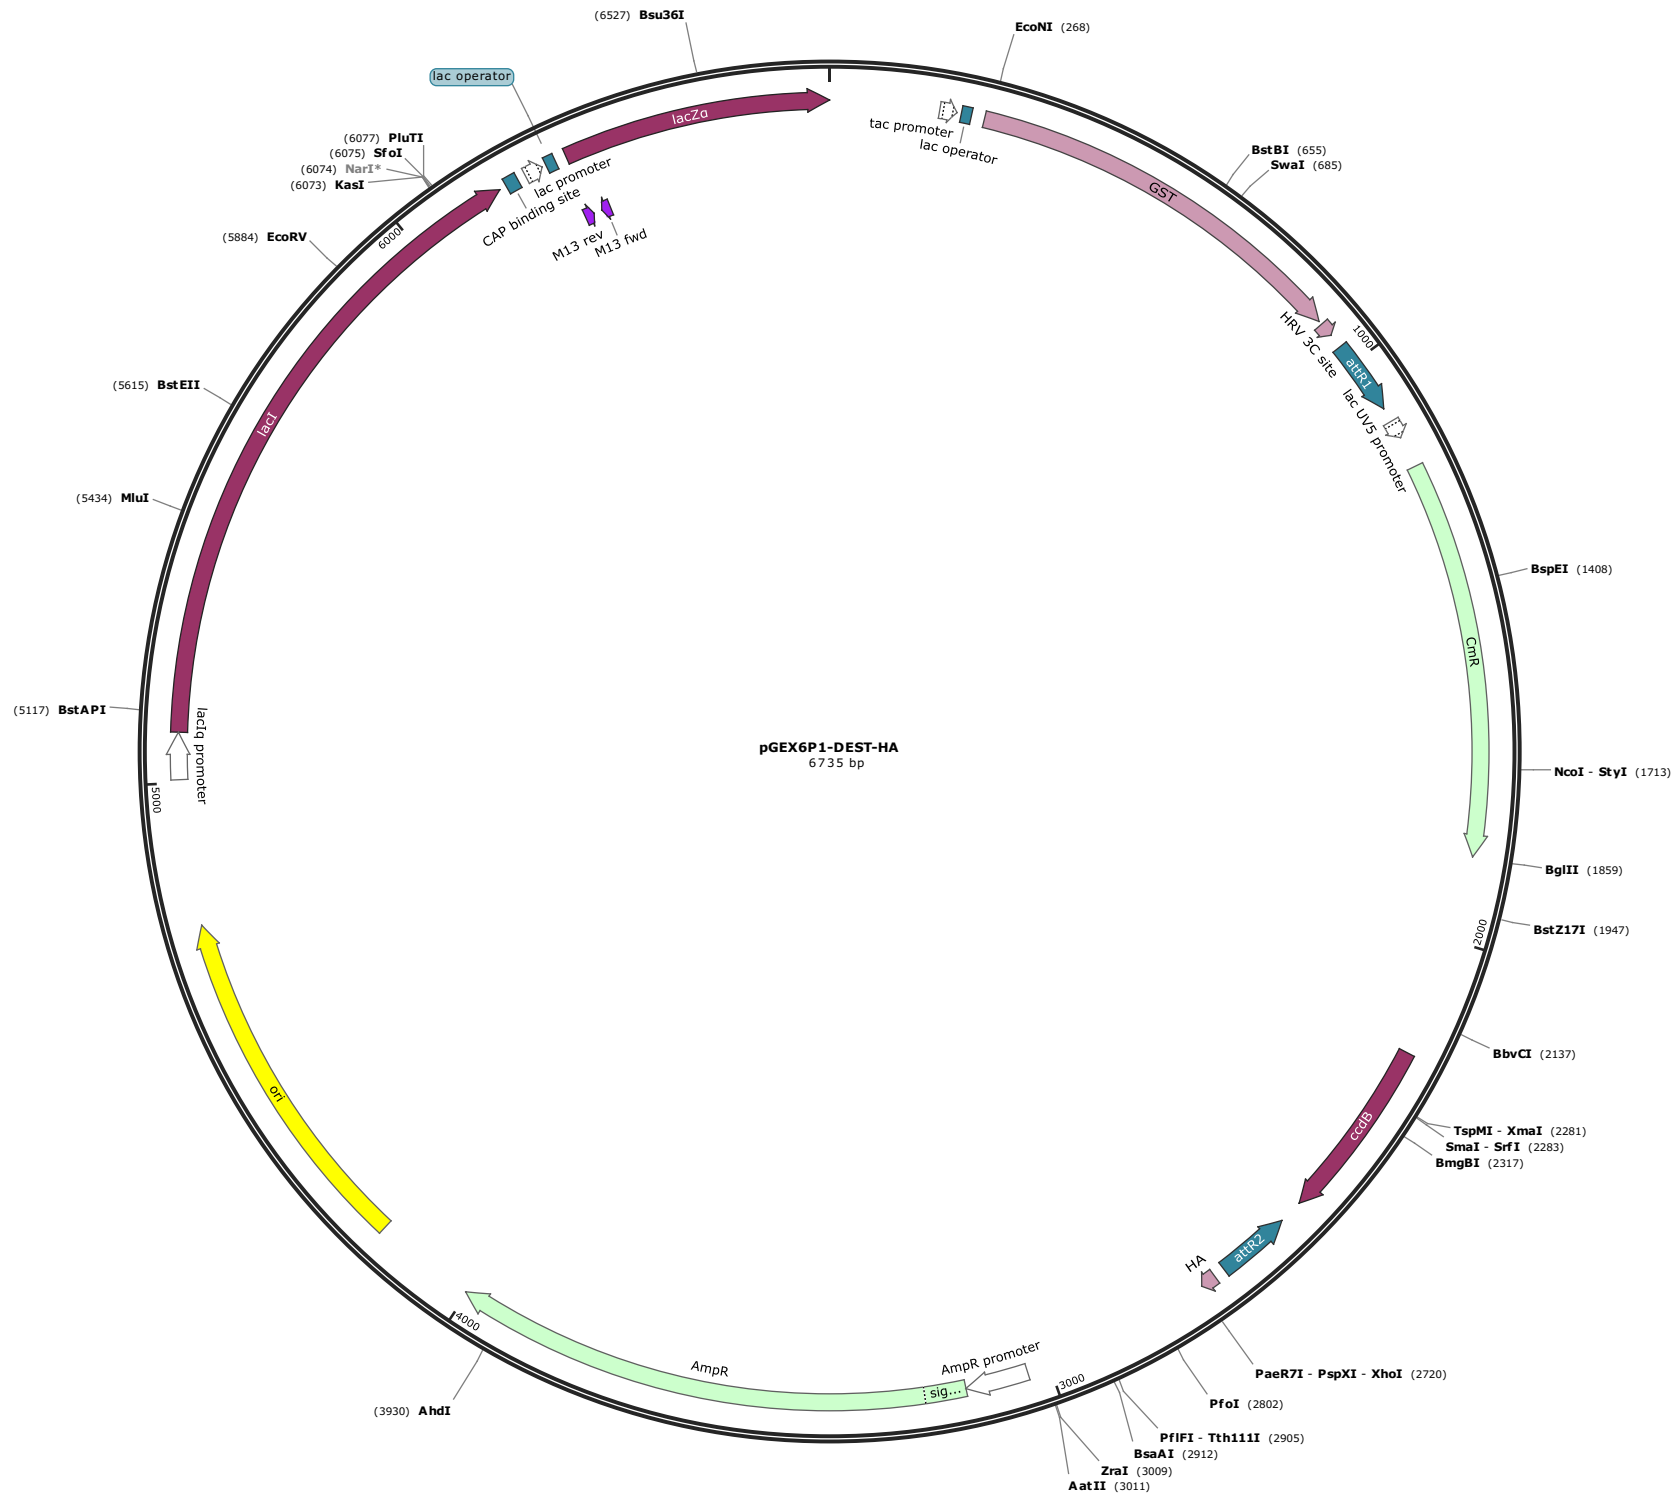 (6527) Bsu36I
EcoNI (268)
lac operator
lacZα
tac promoter
lac operator
(6077) PluTI
(6075) SfoI
(6074) NarI*
(6073) KasI
BstBI (655)
SwaI (685)
lac promoter
CAP binding site
M13 rev
M13 fwd
GST
6000
(5884) EcoRV
HRV 3C site
1000
attR1
lac UV5 promoter
(5615) BstEII
lacI
(5434) MluI
BspEI (1408)
CmR
(5117) BstAPI
lacIq promoter
pGEX6P1-DEST-HA
6735 bp
NcoI - StyI (1713)
5000
BglII (1859)
2000
BstZ17I (1947)
BbvCI (2137)
ori
ccdB
TspMI - XmaI (2281)
SmaI - SrfI (2283)
BmgBI (2317)
attR2
HA
4000
AmpR
AmpR promoter
sig...
3000
PaeR7I - PspXI - XhoI (2720)
PfoI (2802)
(3930) AhdI
PflFI - Tth111I (2905)
BsaAI (2912)
ZraI (3009)
AatII (3011)